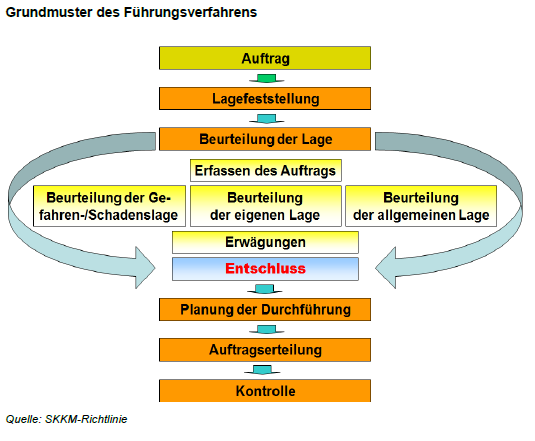 Grundmuster des Führungsverfahrens
Auftrag
Lagefeststellung
Beurteilung der Lage
Erfassen des Auftrags
Beurteilung der Ge-
fahren-/Schadenslage
Beurteilung
der eigenen Lage
Beurteilung
der allgemeinen Lage
Erwägungen
Entschluss
Planung der Durchführung
Auftragserteilung
Kontrolle
Quelle: SKKM-Richtlinie